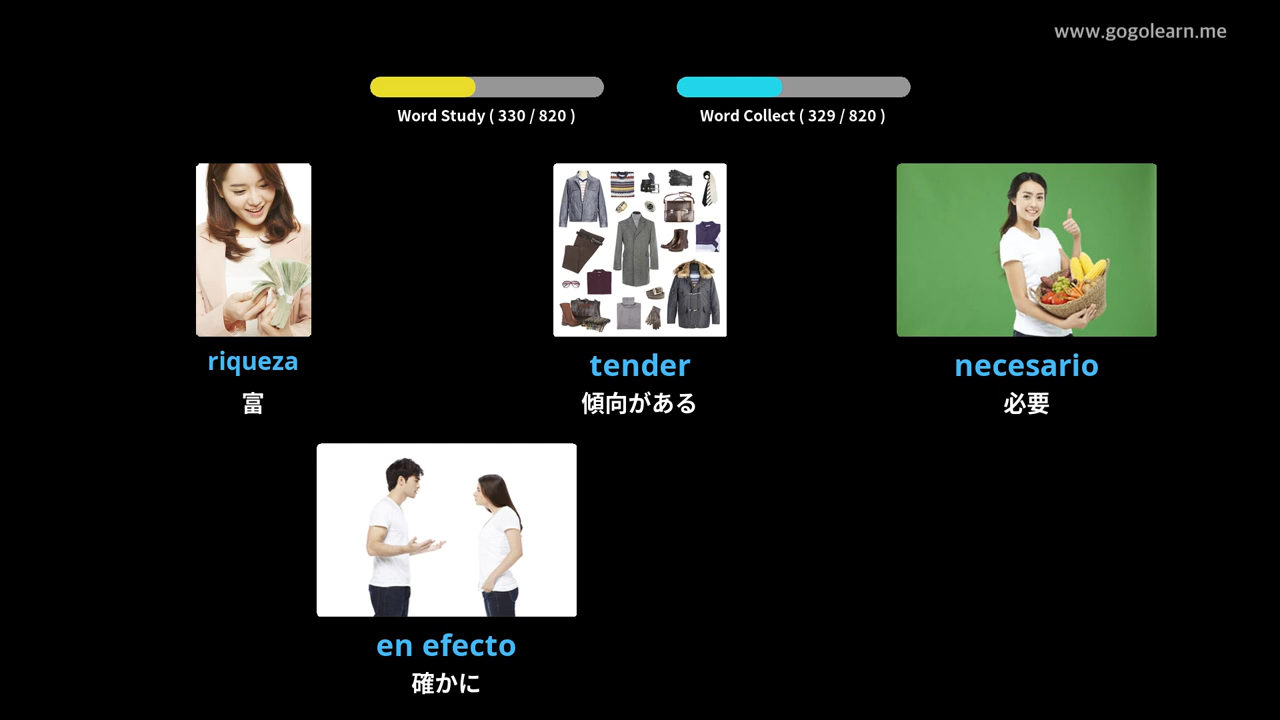 www.gogolearn.me
Word Study ( 330 / 820 )
Word Collect ( 329 / 820 )
riqueza
富
tender
傾向がある
necesario
必要
en efecto
確かに